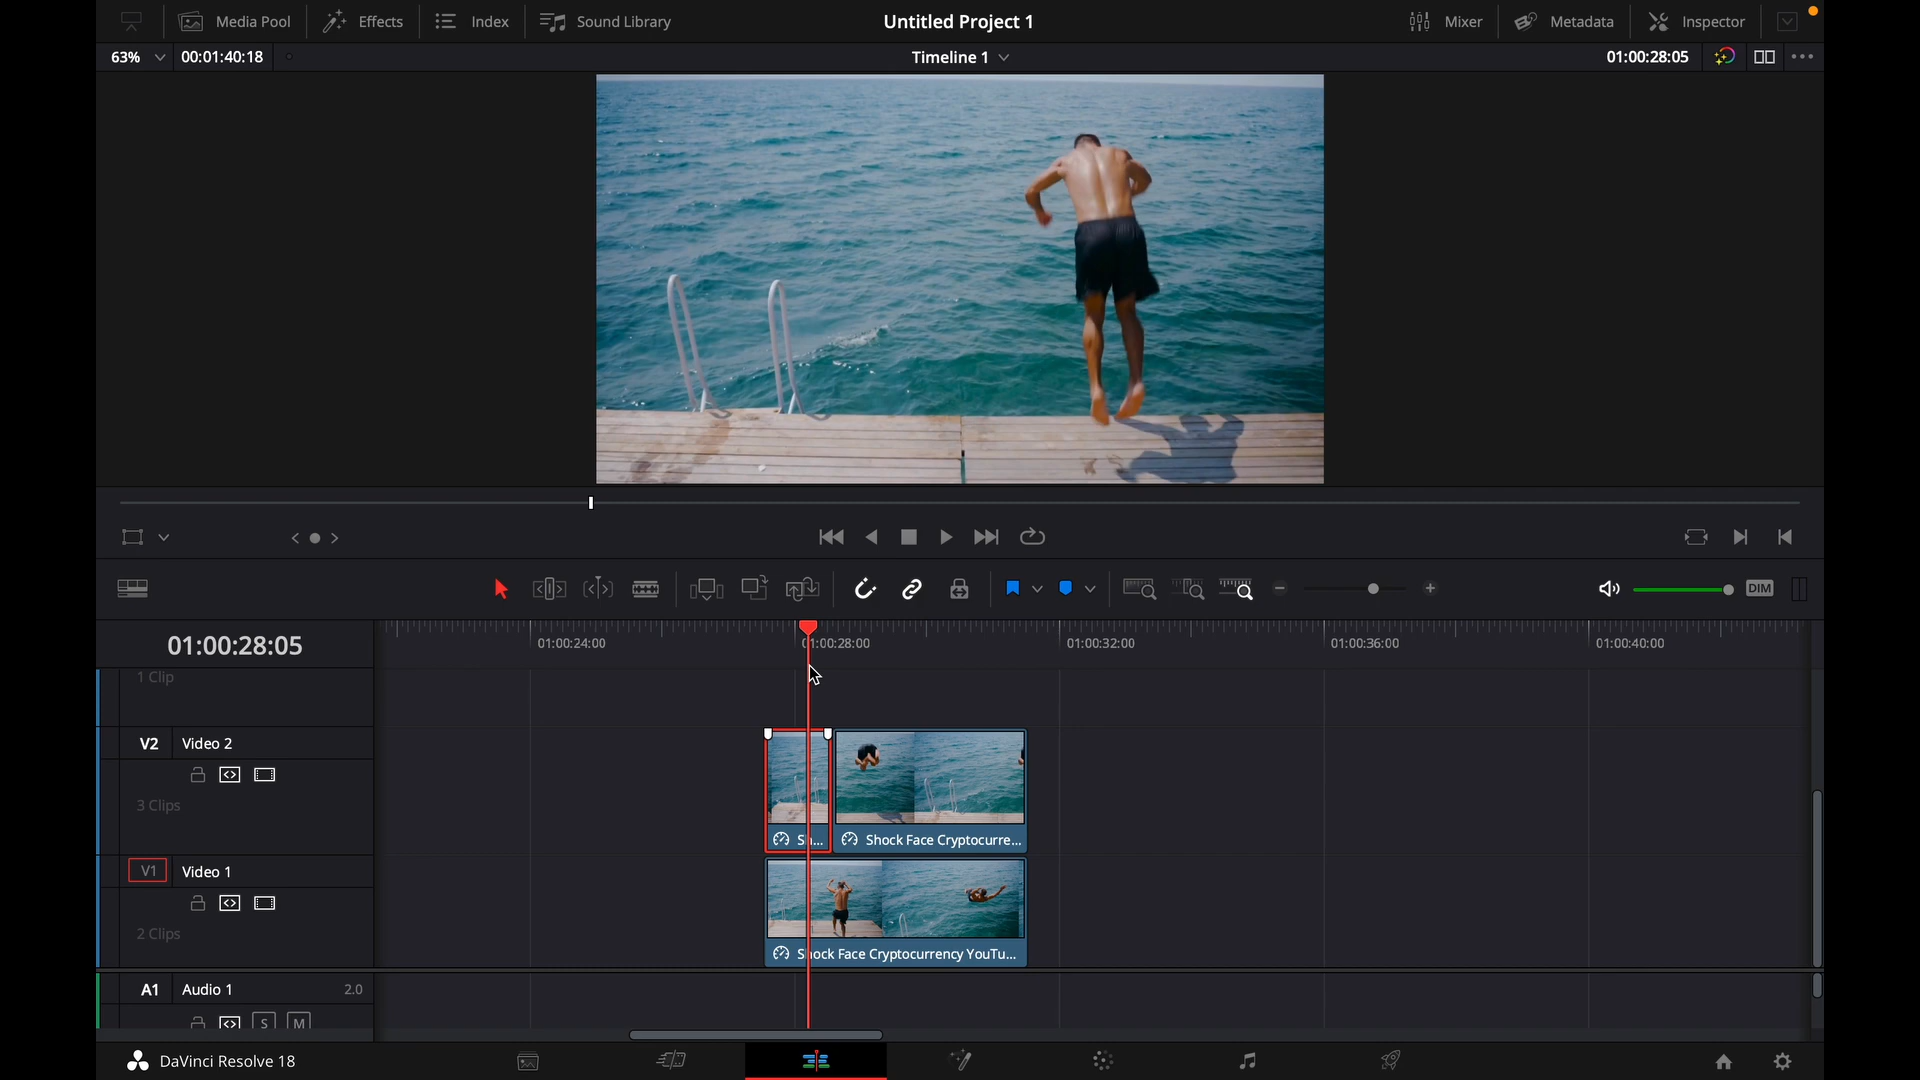 Media Pool
Effects
Index
Sound Library
Untitled Project 1
Mixer
Metadata
Inspector
63%
00:01:40:18
Timeline 1
01:00:28:05
DIM
01:00:28:05
01:00:24:00
01:00:28:00
01:00:32:00
01:00:36:00
01:00:40:00
1 Clip
V2
Video 2
3 Clips
Shock Face Cryptocurre...
V1
Video 1
2 Clips
Shock Face Cryptocurrency YouTu...
A1
Audio 1
2.0
S
M
DaVinci Resolve 18